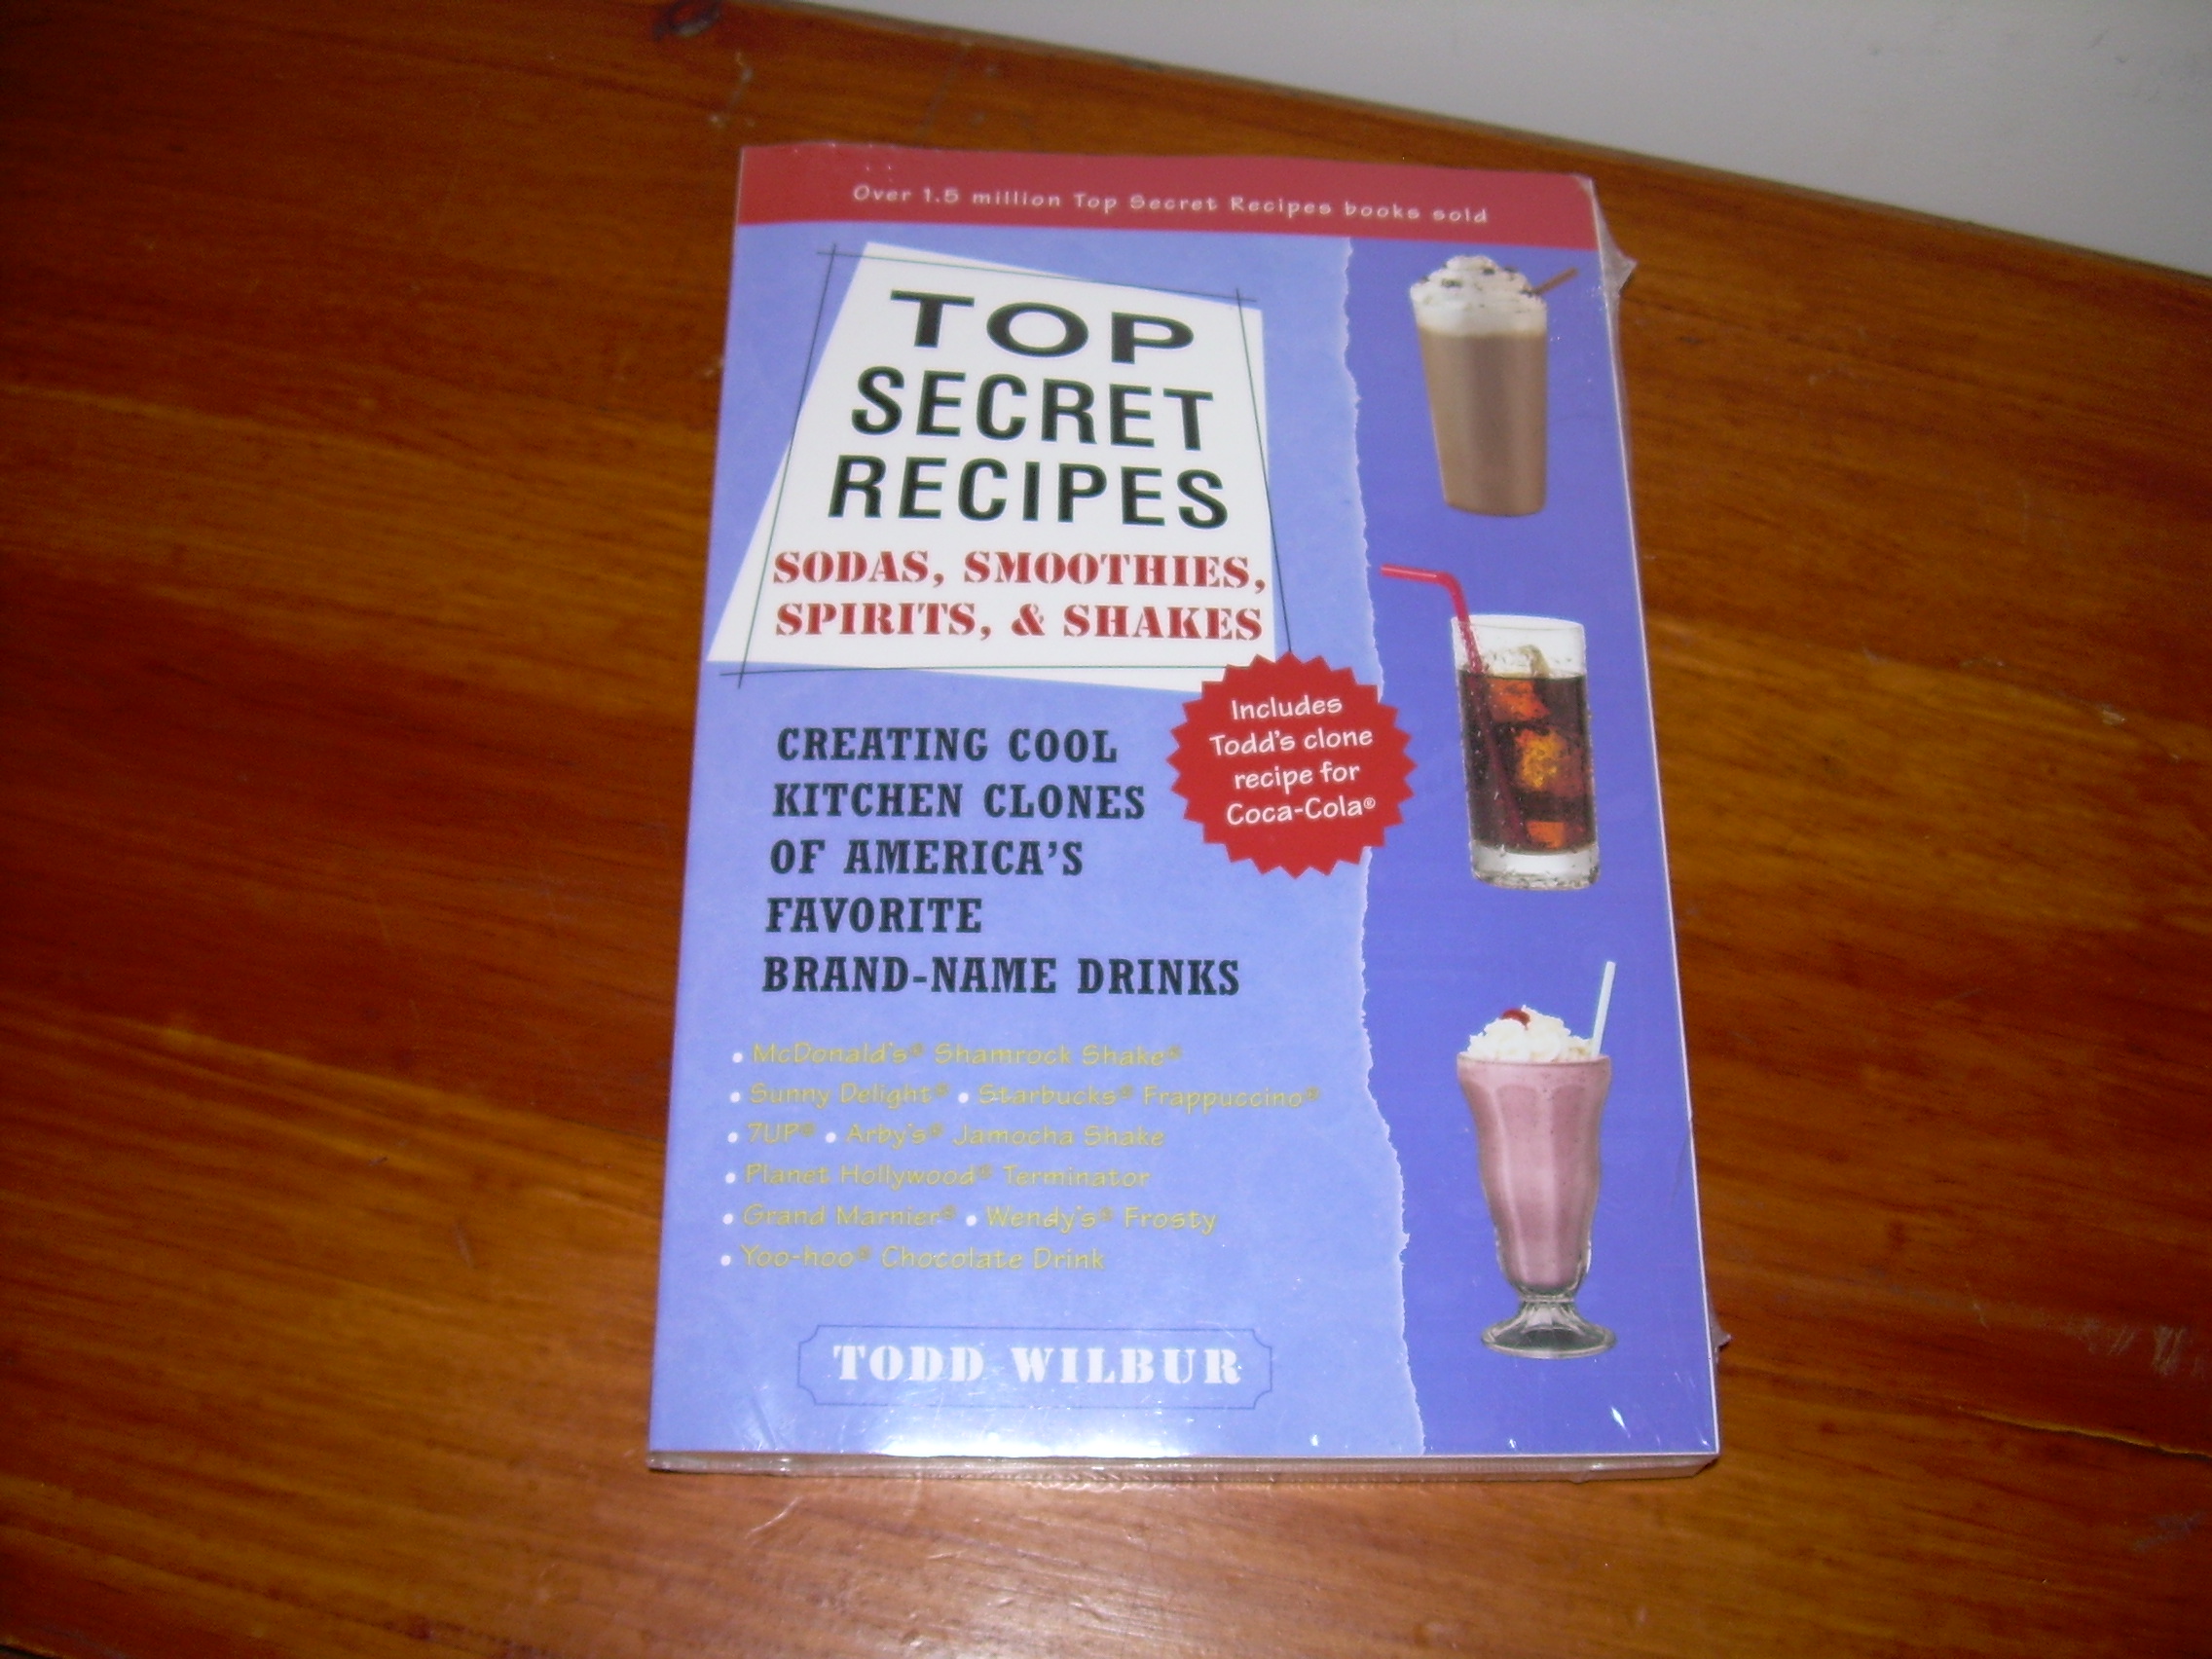 Over 1.5 million Top Secret Recipes books sold
TOP
SECRET
RECIPES
SODAS, SMOOTHIES,
SPIRITS, & SHAKES
Includes
Todd's clone
recipe for
Coca-Cola®
CREATING COOL
KITCHEN CLONES
OF AMERICA'S
FAVORITE
BRAND-NAME DRINKS
• McDonald's® Shamrock Shake®
• Sunny Delight® • Starbucks® Frappuccino®
• 7UP® • Arby's® Jamocha Shake
• Planet Hollywood® Terminator
• Grand Marnier® • Wendy's® Frosty
• Yoo-hoo® Chocolate Drink
TODD WILBUR